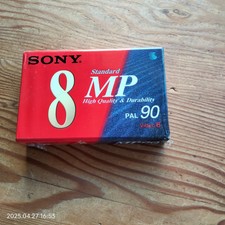 SONY
8
Standard
MP
High Quality & Durability
PAL 90
2025.04.27 16:53